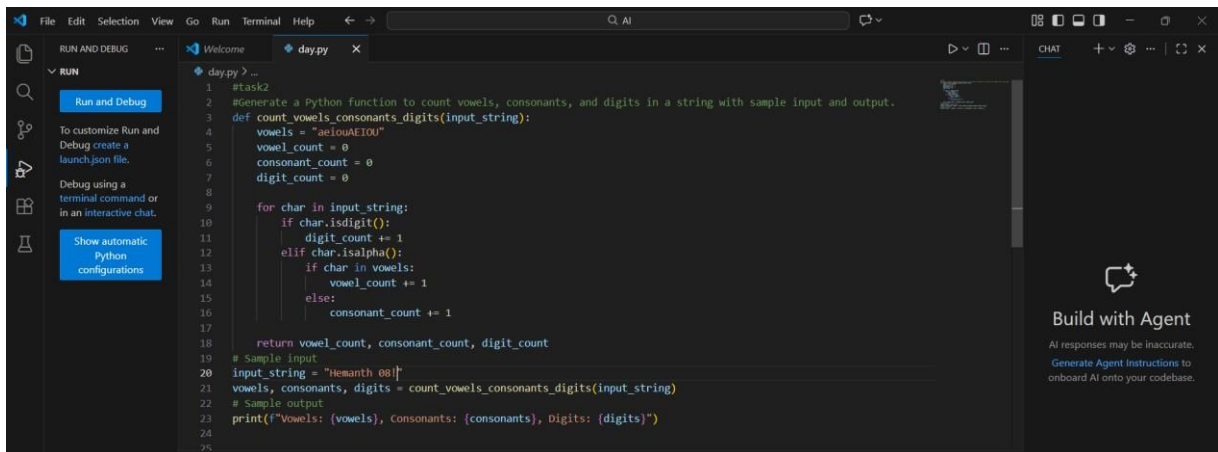 File Edit Selection View Go Run Terminal Help
AI
RUN AND DEBUG ...
RUN
Run and Debug
To customize Run and
Debug create a
launch.json file.
Debug using a
terminal command or
in an interactive chat.
Show automatic
Python
configurations
Welcome
day.py
day.py > ...
1 #task2
2 #Generate a Python function to count vowels, consonants, and digits in a string with sample input and output.
3 def count_vowels_consonants_digits(input_string):
4     vowels = "aeiouAEIOU"
5     vowel_count = 0
6     consonant_count = 0
7     digit_count = 0
8
9     for char in input_string:
10         if char.isdigit():
11             digit_count += 1
12         elif char.isalpha():
13             if char in vowels:
14                 vowel_count += 1
15             else:
16                 consonant_count += 1
17
18     return vowel_count, consonant_count, digit_count
19 # Sample input
20 input_string = "Hemanth 08!"
21 vowels, consonants, digits = count_vowels_consonants_digits(input_string)
22 # Sample output
23 print(f"Vowels: {vowels}, Consonants: {consonants}, Digits: {digits}")
24
25
CHAT
Build with Agent
AI responses may be inaccurate.
Generate Agent Instructions to
onboard AI onto your codebase.